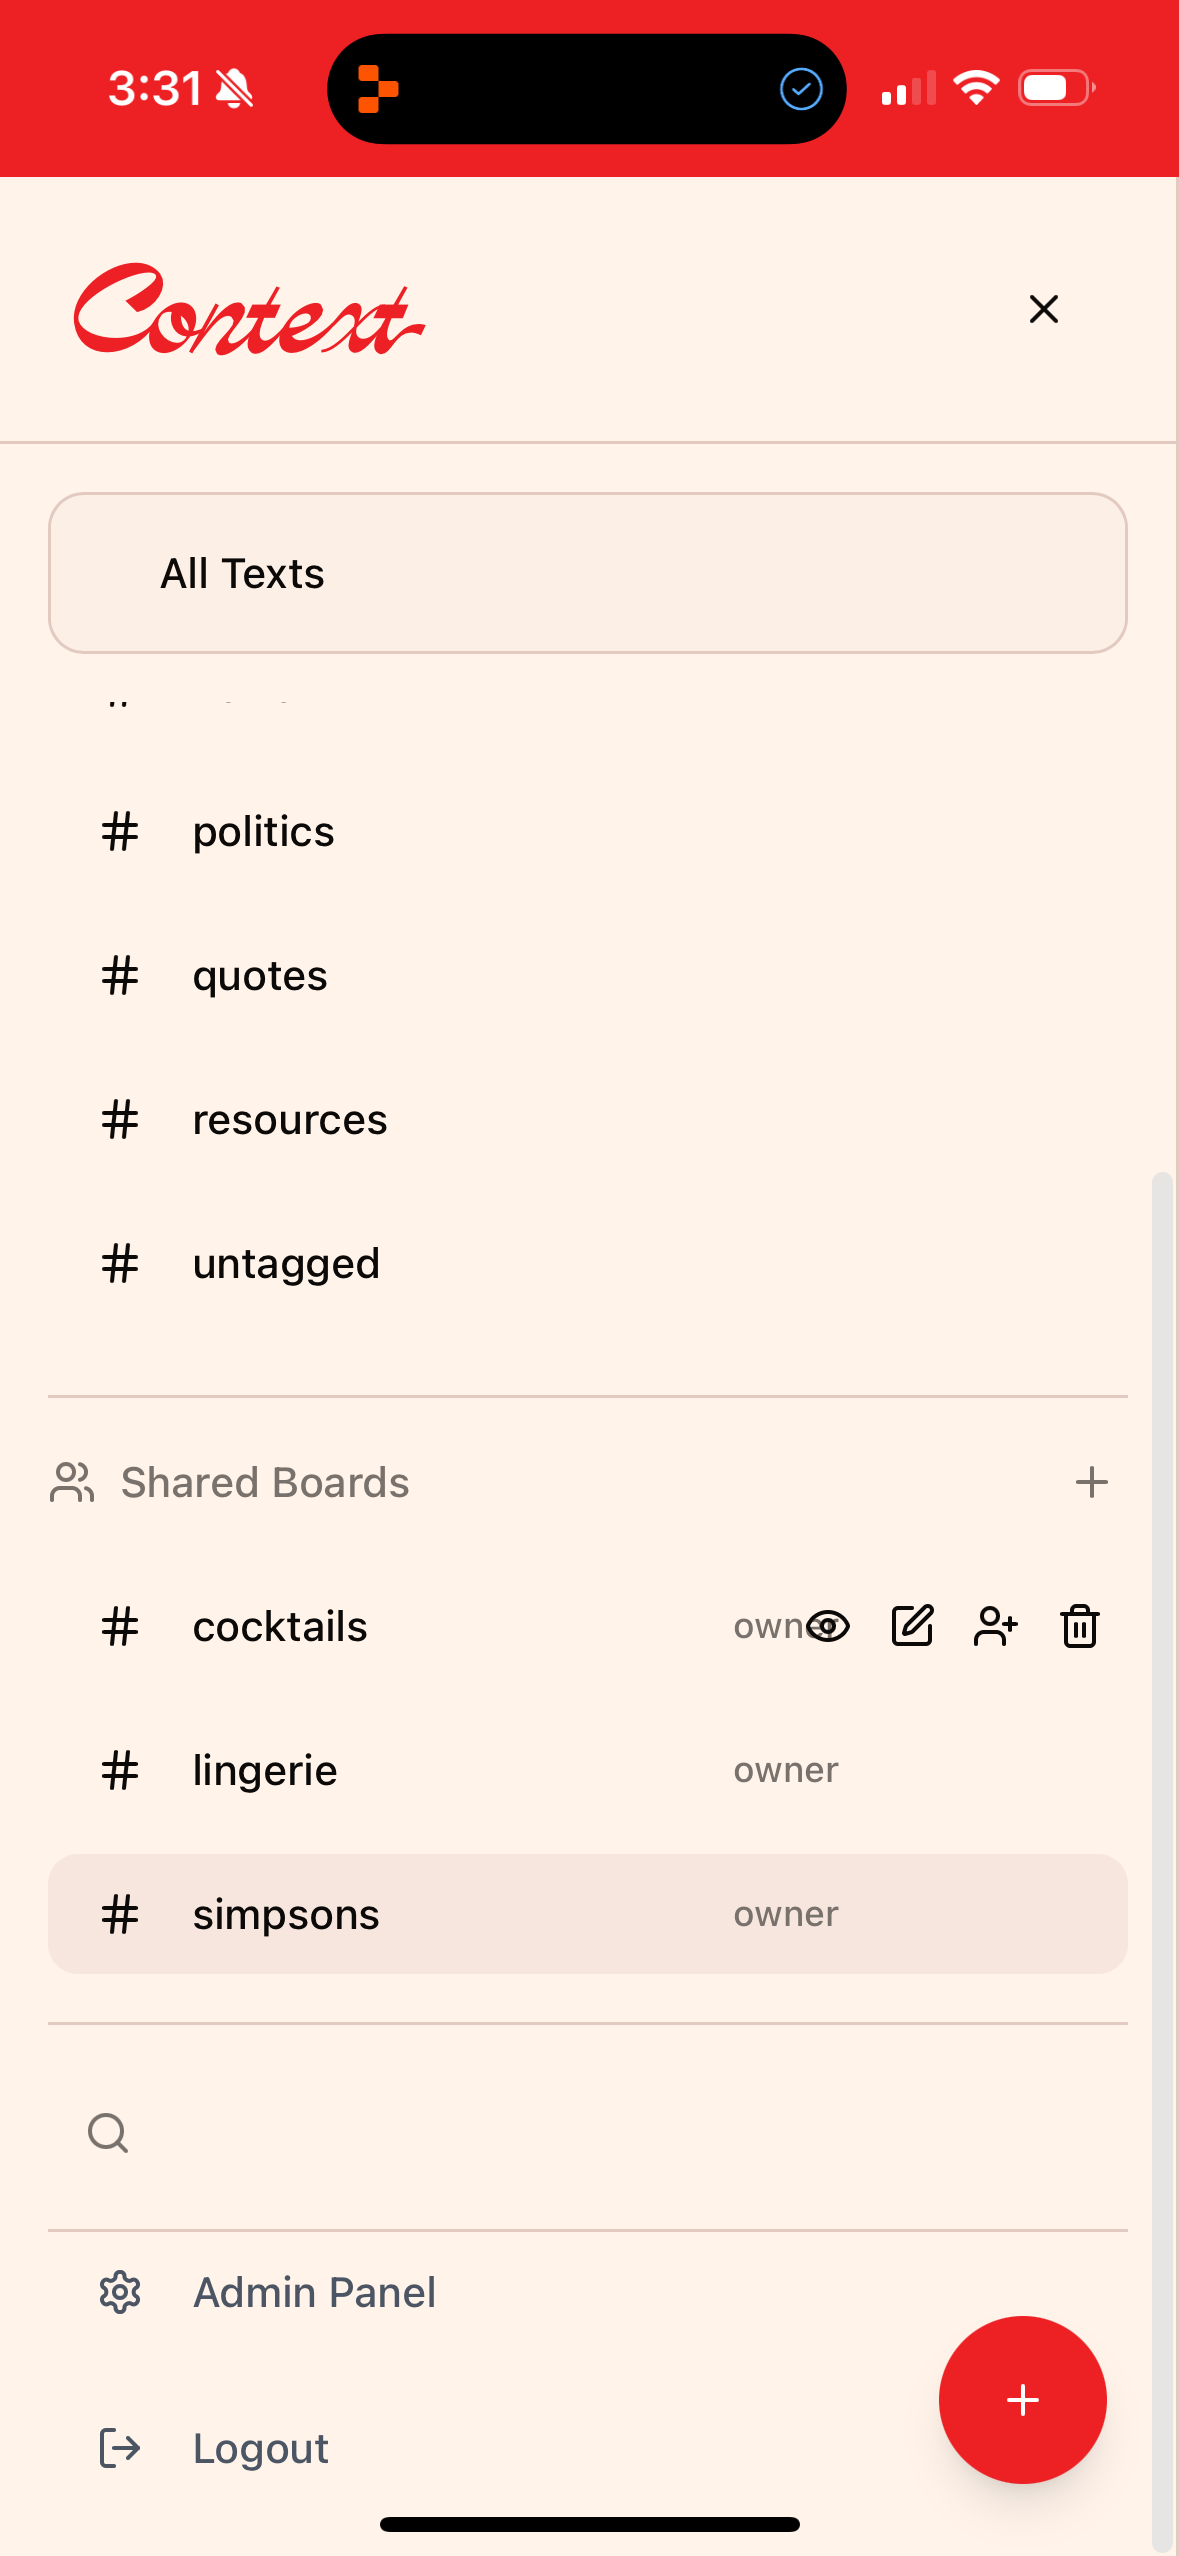 3:31
Context
All Texts
# politics
# quotes
# resources
# untagged
Shared Boards
# cocktails owner
# lingerie owner
# simpsons owner
Admin Panel
Logout